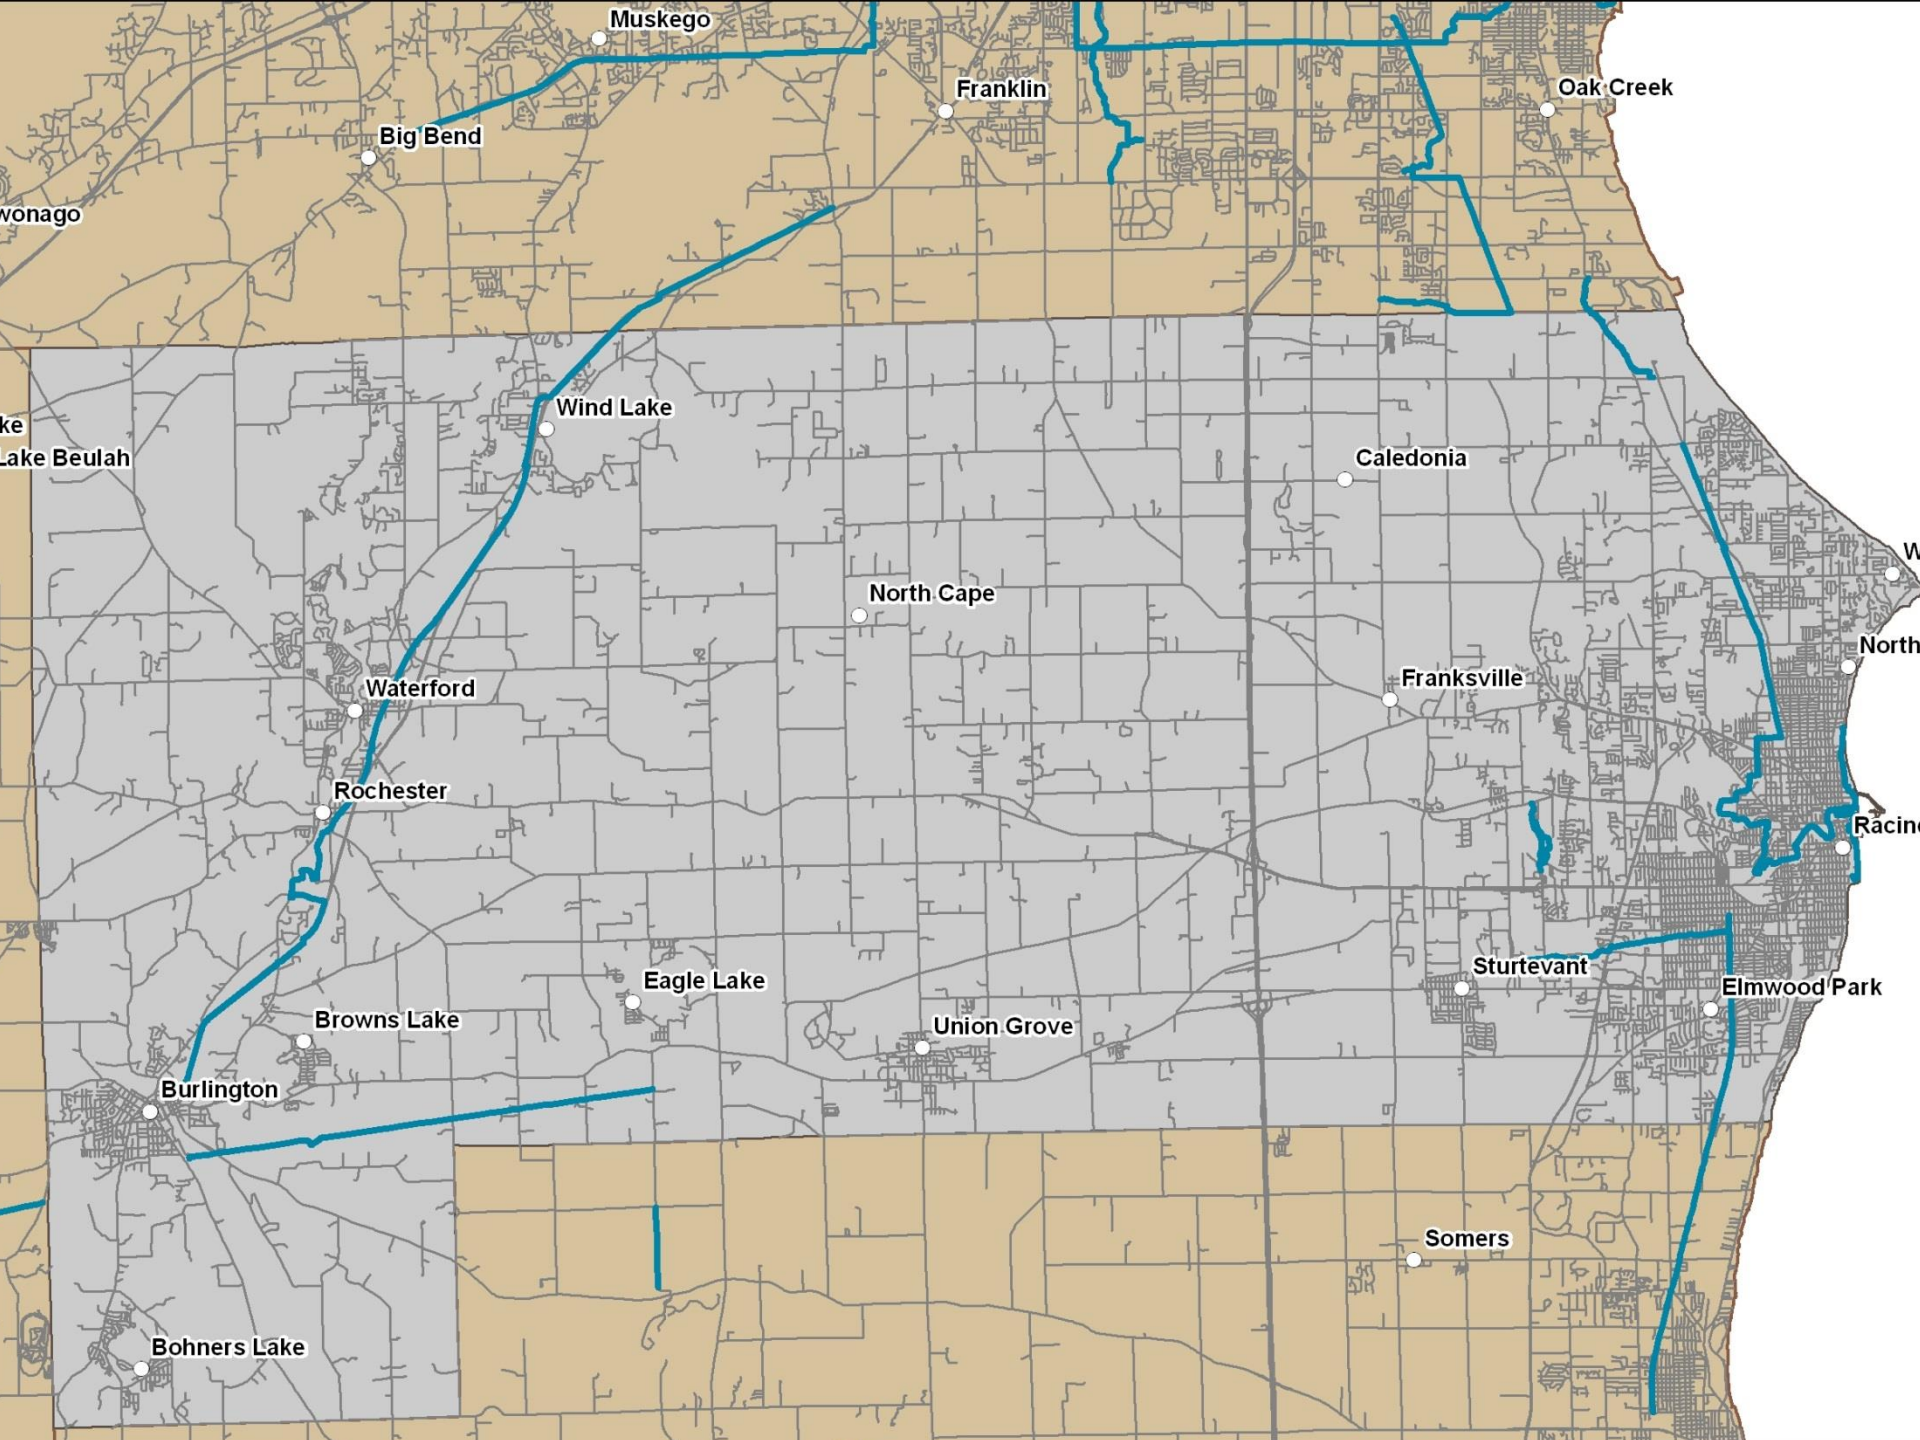 Muskego
Franklin
Oak Creek
Big Bend
wonago
Wind Lake
ke
Lake Beulah
Caledonia
W
North Cape
North
Franksville
Waterford
Rochester
Racine
Sturtevant
Eagle Lake
Elmwood Park
Browns Lake
Union Grove
Burlington
Somers
Bohners Lake